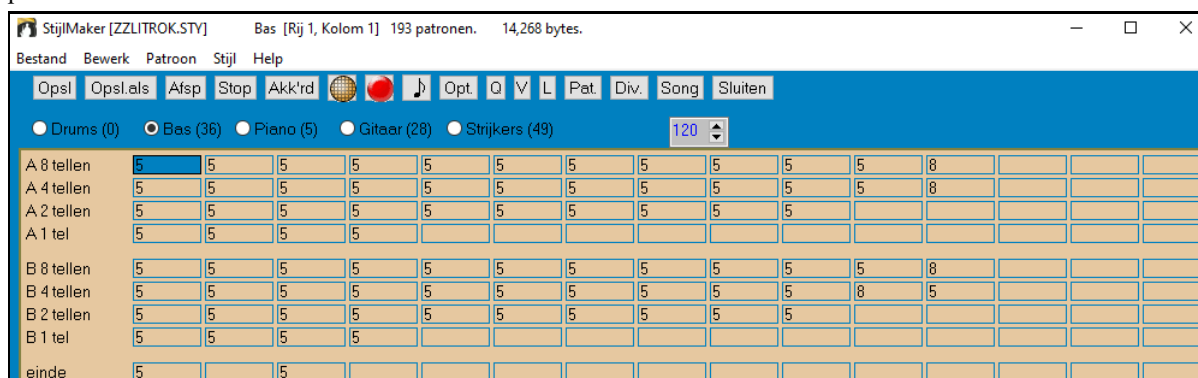 StijlMaker [ZZLITROK.STY] Bas [Rij 1, Kolom 1] 193 patronen. 14,268 bytes.
Bestand Bewerk Patroon Stijl Help
Opsl Opsl.als Afsp Stop Akk'rd Opt. Q V L Pat. Div. Song Sluiten
Drums (0) Bas (36) Piano (5) Gitaar (28) Strijkers (49) 120
A 8 tellen 5 5 5 5 5 5 5 5 5 5 5 8
A 4 tellen 5 5 5 5 5 5 5 5 5 5 5 8
A 2 tellen 5 5 5 5 5 5 5 5 5 5
A 1 tel 5 5 5 5
B 8 tellen 5 5 5 5 5 5 5 5 5 5 5 8
B 4 tellen 5 5 5 5 5 5 5 5 5 5 8 5
B 2 tellen 5 5 5 5 5 5 5 5 5 5
B 1 tel 5 5 5 5
einde 5 5